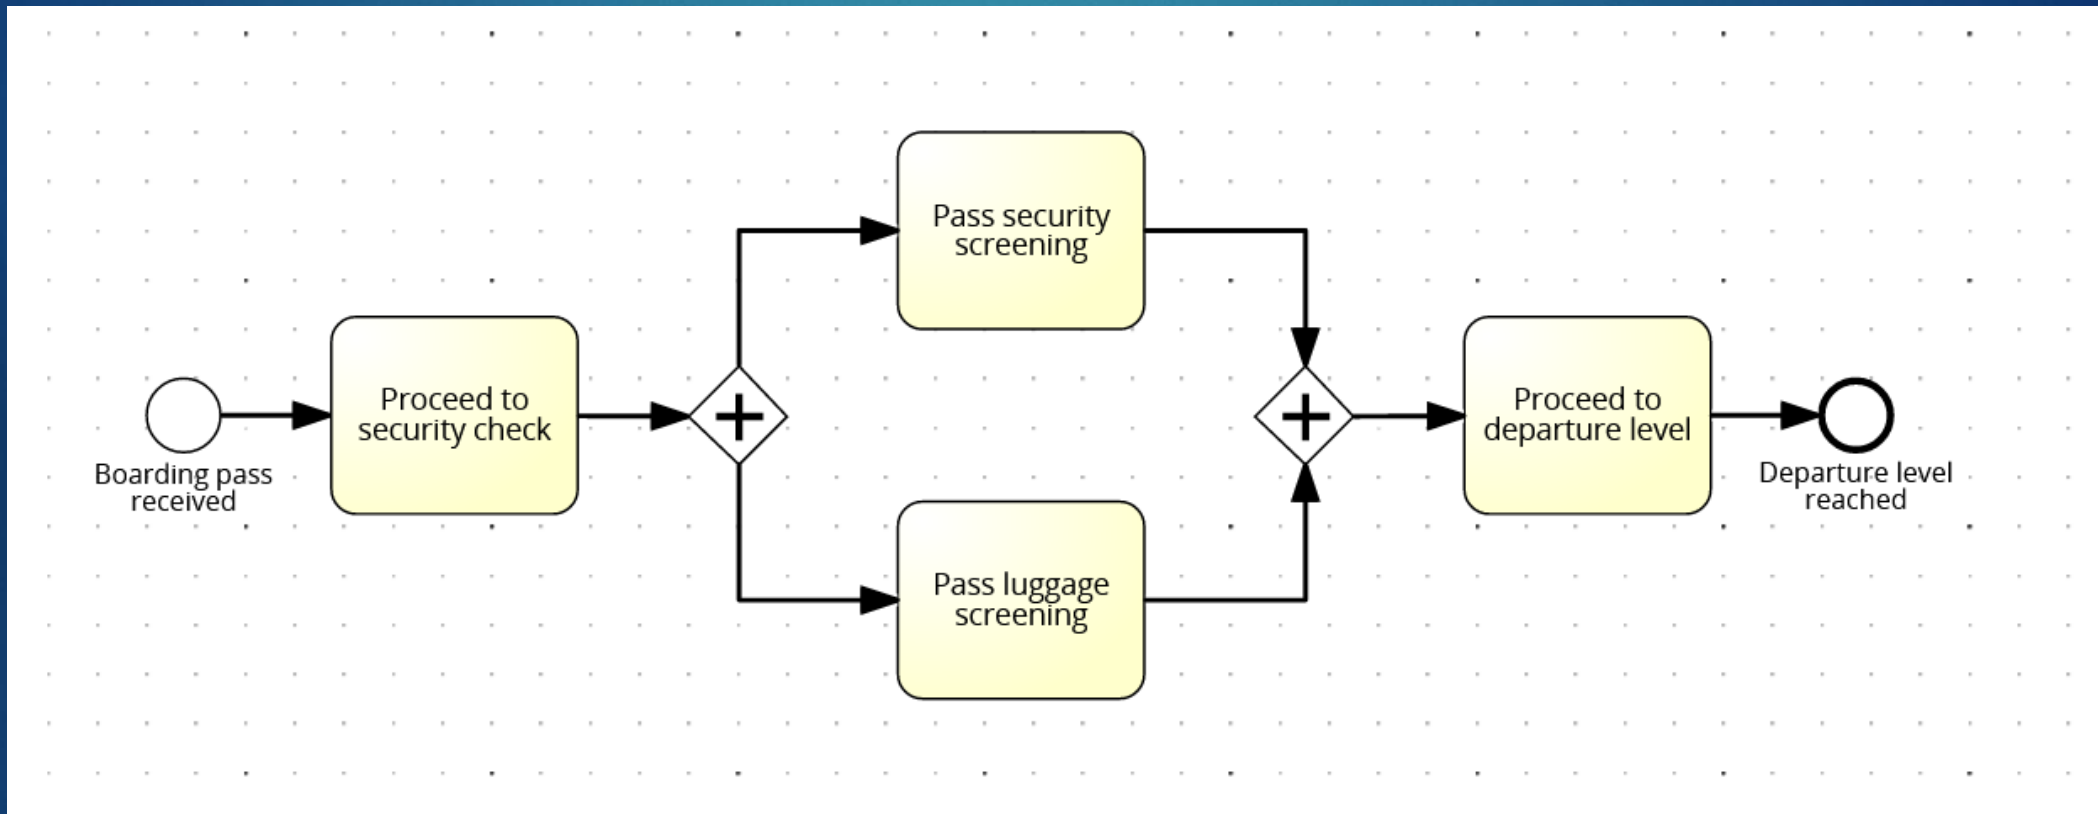 Boarding pass
received
Proceed to
security check
Pass security
screening
Pass luggage
screening
Proceed to
departure level
Departure level
reached